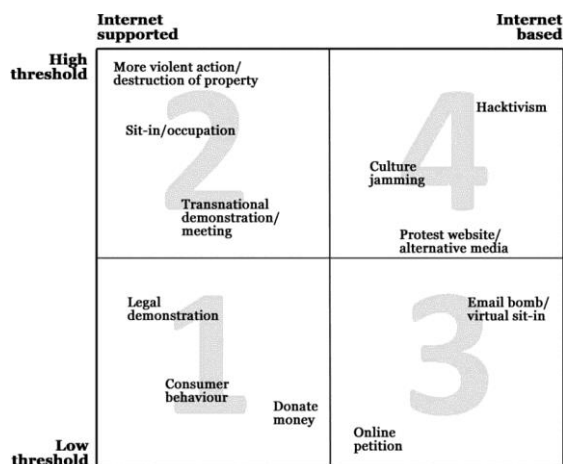 Internet
supported
Internet
based
High
threshold
More violent action/
destruction of property
Sit-in/occupation
2
Transnational
demonstration/
meeting
Hacktivism
Culture
jamming
4
Protest website/
alternative media
Legal
demonstration
1
Consumer
behaviour
Donate
money
Email bomb/
virtual sit-in
3
Online
petition
Low
threshold